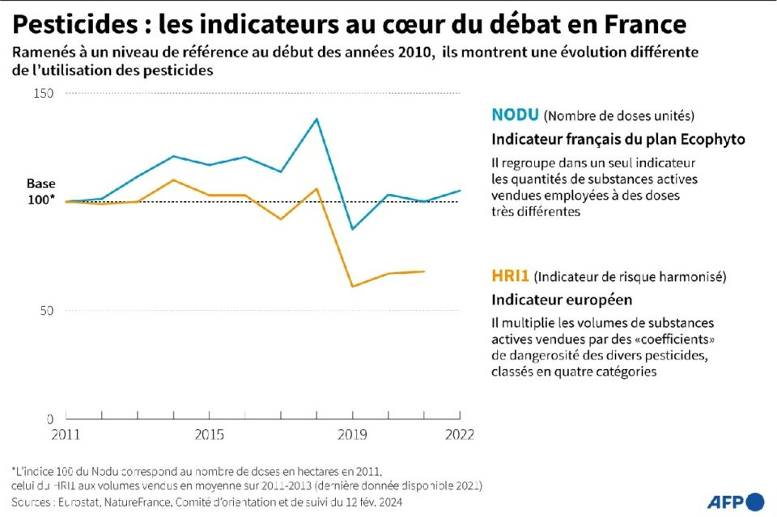 Pesticides : les indicateurs au cœur du débat en France
Ramenés à un niveau de référence au début des années 2010, ils montrent une évolution différente
de l'utilisation des pesticides
150
Base
100*
50
0
2011
2015
2019
2022
NODU (Nombre de doses unités)
Indicateur français du plan Ecophyto
Il regroupe dans un seul indicateur
les quantités de substances actives
vendues employées à des doses
très différentes
HRI1 (Indicateur de risque harmonisé)
Indicateur européen
Il multiplie les volumes de substances
actives vendues par des «coefficients»
de dangerosité des divers pesticides,
classés en quatre catégories
*L'indice 100 du Nodu correspond au nombre de doses en hectares en 2011,
celui du HRI1 aux volumes vendus en moyenne sur 2011-2013 (dernière donnée disponible 2021)
Sources : Eurostat, NatureFrance, Comité d'orientation et de suivi du 12 fév. 2024
AFP